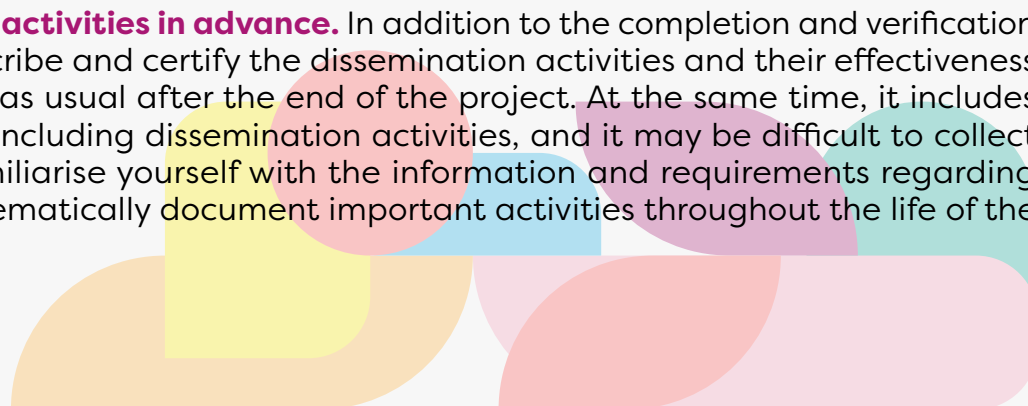 activities in advance. In addition to the completion and verification
cribe and certify the dissemination activities and their effectiveness
as usual after the end of the project. At the same time, it includes
ncluding dissemination activities, and it may be difficult to collect
iliarise yourself with the information and requirements regarding
ematically document important activities throughout the life of the